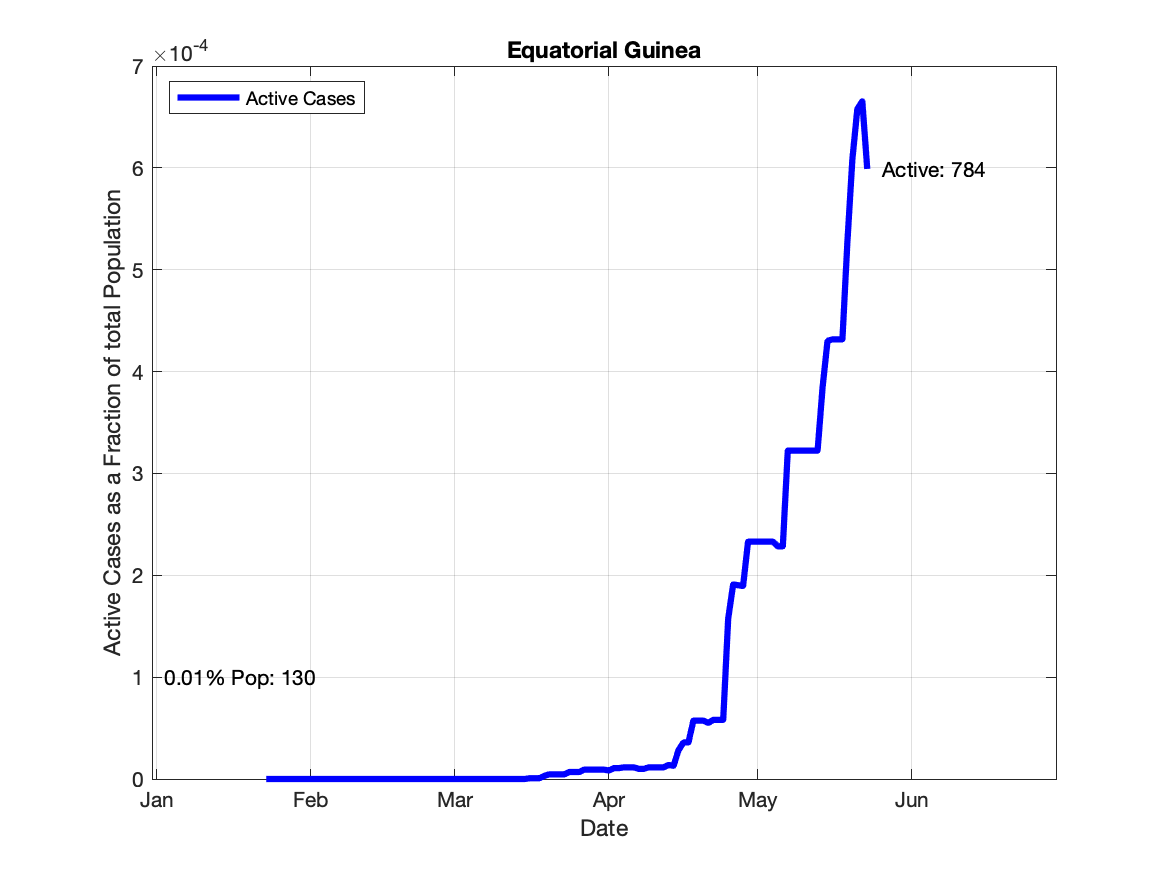 Equatorial Guinea
×10-4
Active Cases
7
6
5
4
3
2
1
0
Active Cases as a Fraction of total Population
Active: 784
0.01% Pop: 130
Jan Feb Mar Apr May Jun
Date